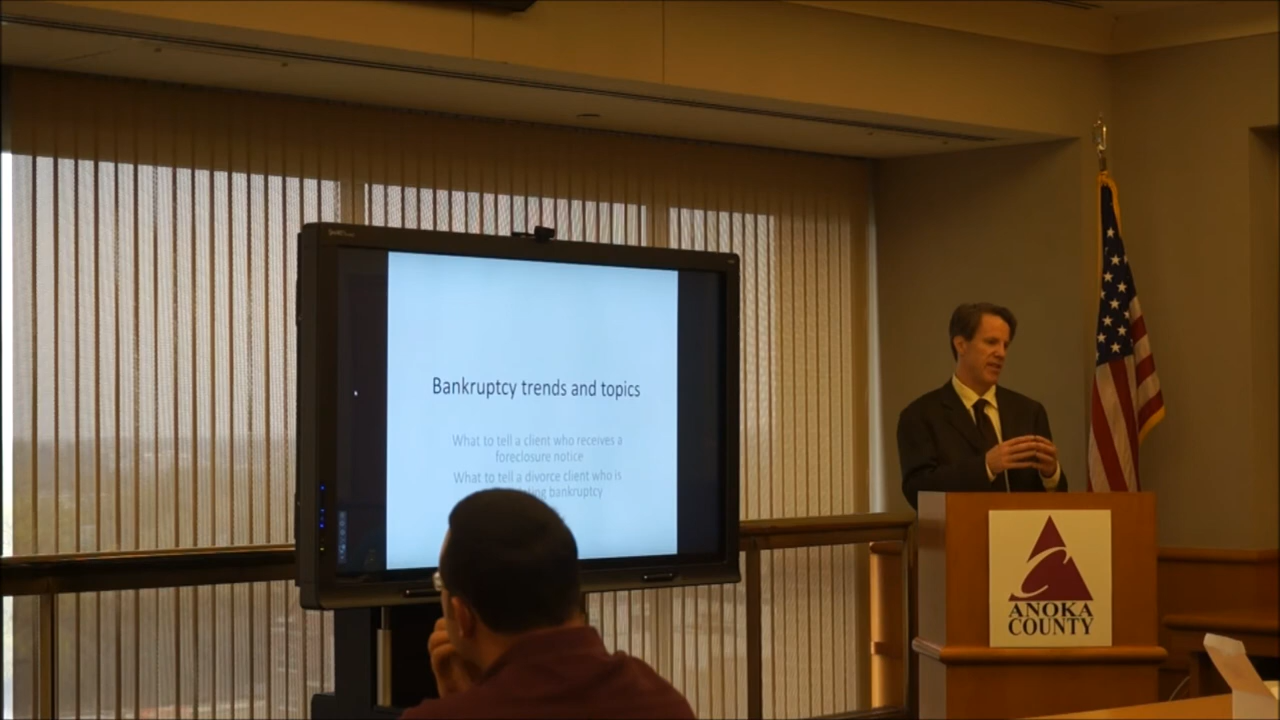 Bankruptcy trends and topics
What to tell a client who receives a
foreclosure notice
What to tell a divorce client who is
bankruptcy
ANOKA
COUNTY